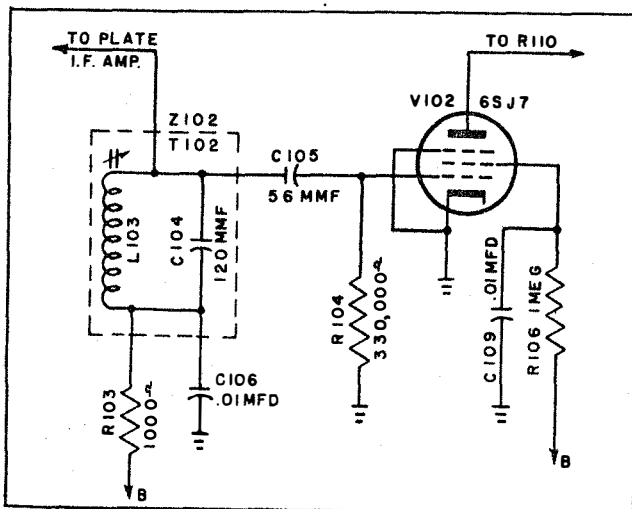 TO PLATE
I.F. AMP.
TO R110
V102 6SJ7
Z102
T102
C105
56 MMF
L103
C104
120 MMF
R104
330,000Ω
C109
.01MFD
R106 1MEG
R103
1000Ω
C106
.01MFD
B
B